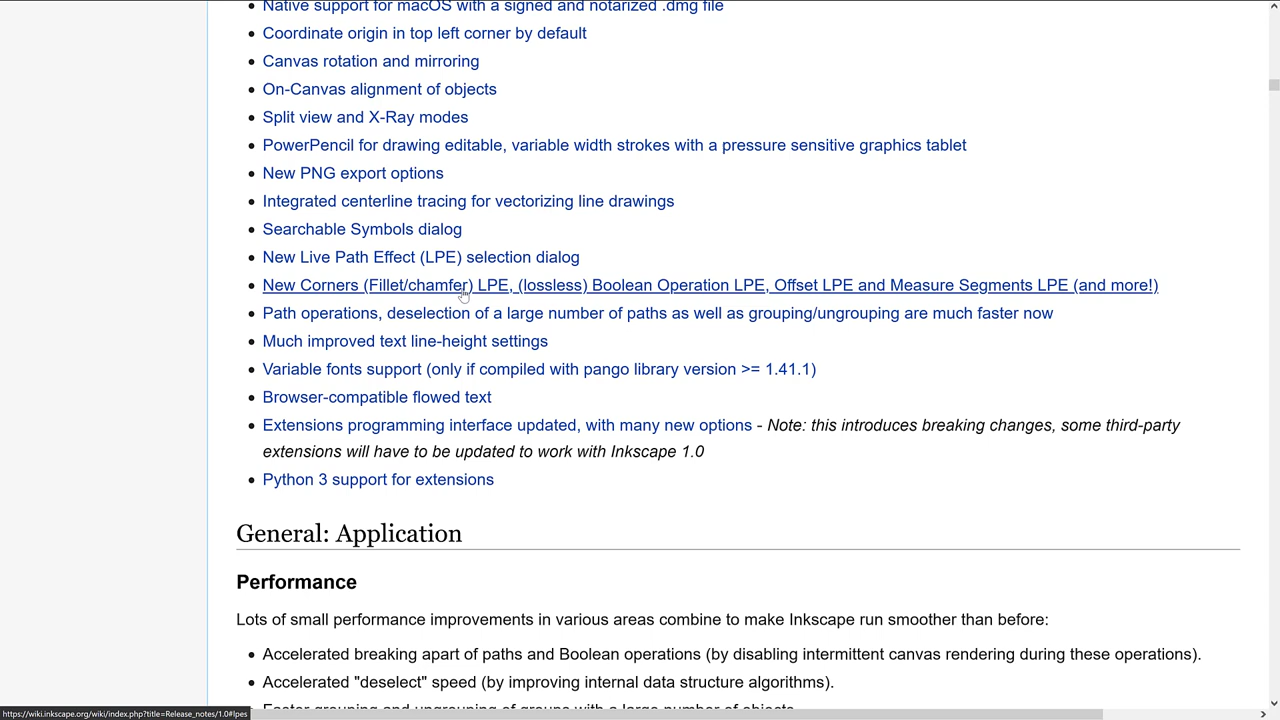 Native support for macOS with a signed and notarized .dmg file
Coordinate origin in top left corner by default
Canvas rotation and mirroring
On-Canvas alignment of objects
Split view and X-Ray modes
PowerPencil for drawing editable, variable width strokes with a pressure sensitive graphics tablet
New PNG export options
Integrated centerline tracing for vectorizing line drawings
Searchable Symbols dialog
New Live Path Effect (LPE) selection dialog
New Corners (Fillet/chamfer) LPE, (lossless) Boolean Operation LPE, Offset LPE and Measure Segments LPE (and more!)
Path operations, deselection of a large number of paths as well as grouping/ungrouping are much faster now
Much improved text line-height settings
Variable fonts support (only if compiled with pango library version >= 1.41.1)
Browser-compatible flowed text
Extensions programming interface updated, with many new options - Note: this introduces breaking changes, some third-party
extensions will have to be updated to work with Inkscape 1.0
Python 3 support for extensions
General: Application
Performance
Lots of small performance improvements in various areas combine to make Inkscape run smoother than before:
Accelerated breaking apart of paths and Boolean operations (by disabling intermittent canvas rendering during these operations).
Accelerated "deselect" speed (by improving internal data structure algorithms).
Faster grouping and ungrouping of groups with a large number of objects
https://wiki.inkscape.org/wiki/index.php?title=Release_notes/1.0#lpes